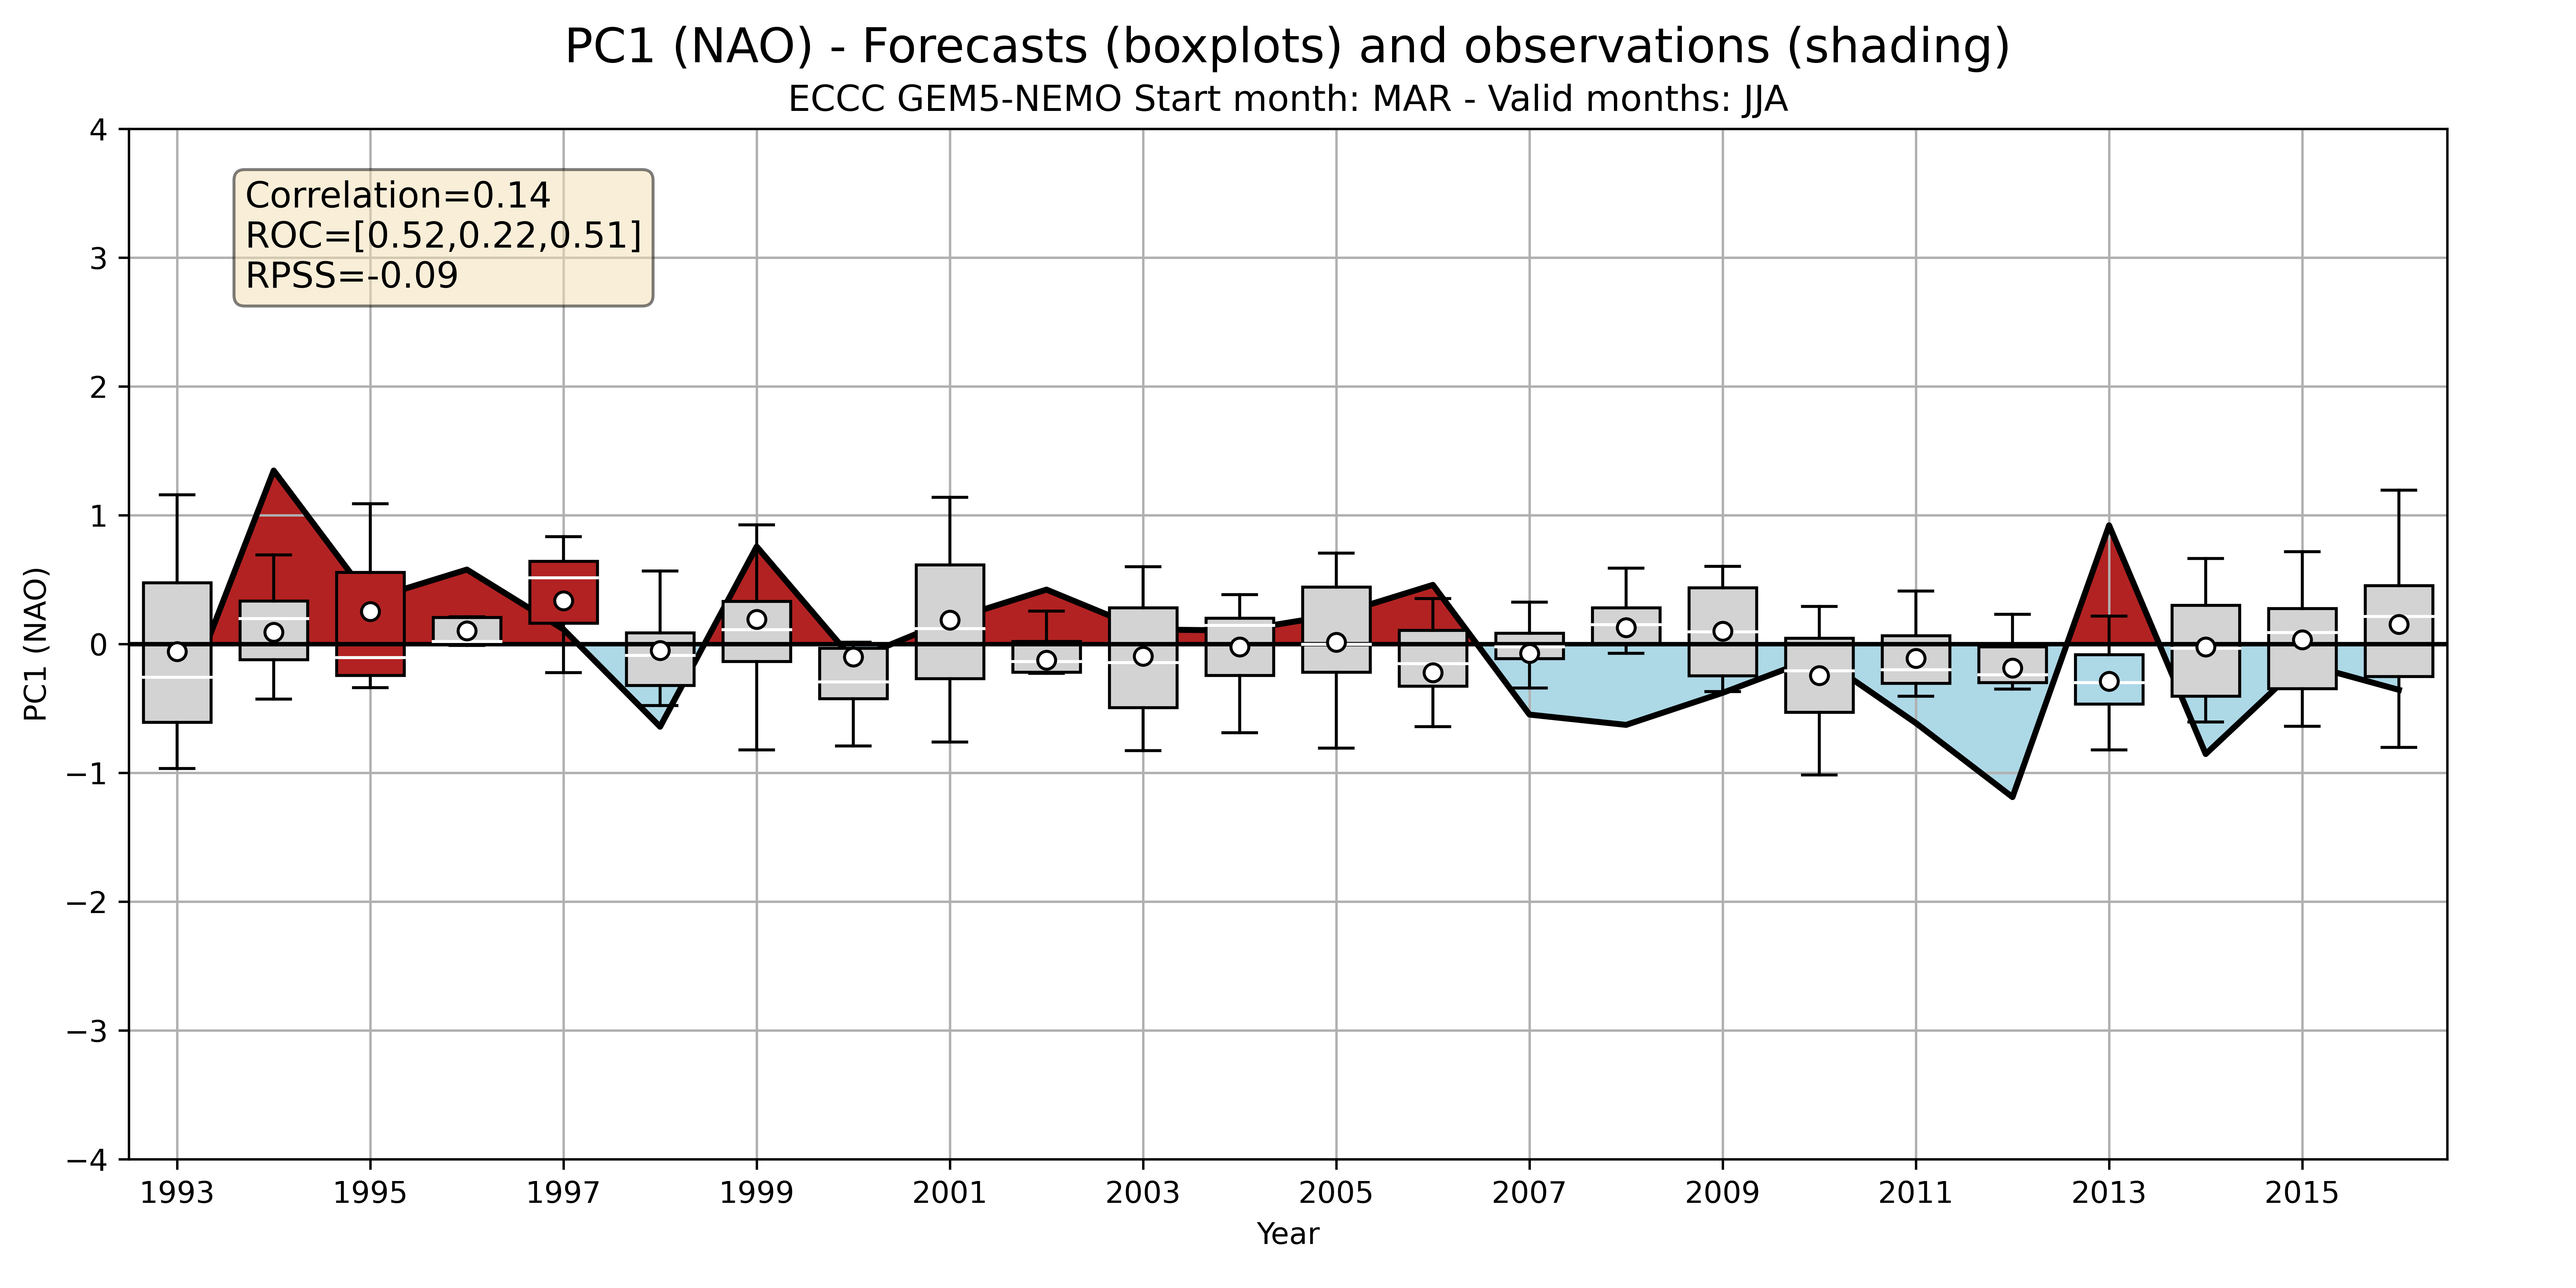 PC1 (NAO) - Forecasts (boxplots) and observations (shading)
ECCC GEM5-NEMO Start month: MAR - Valid months: JJA
Correlation=0.14
ROC=[0.52,0.22,0.51]
RPSS=-0.09
PC1 (NAO)
4
3
2
1
0
−1
−2
−3
−4
1993 1995 1997 1999 2001 2003 2005 2007 2009 2011 2013 2015
Year